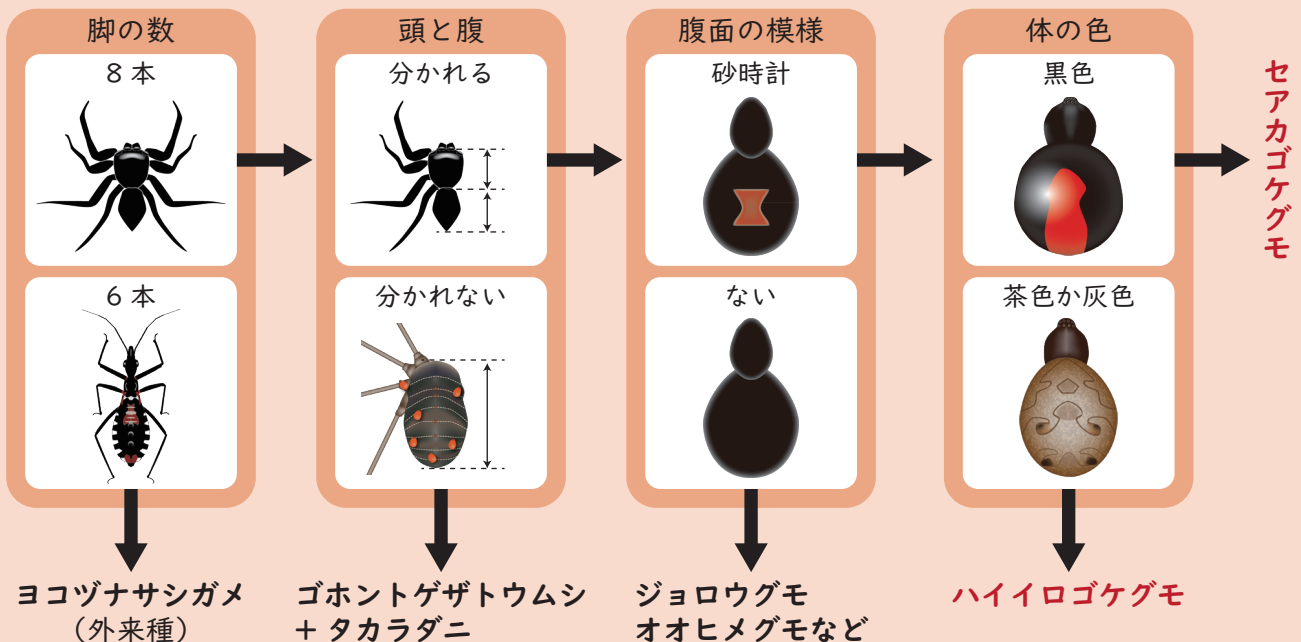 脚の数
8本
6本
ヨコヅナサシガメ
（外来種）
頭と腹
分かれる
分かれない
ゴホントゲザトウムシ
+ タカラダニ
腹面の模様
砂時計
ない
ジョロウグモ
オオヒメグモなど
体の色
黒色
茶色か灰色
ハイイロゴケグモ
セアカゴケグモ